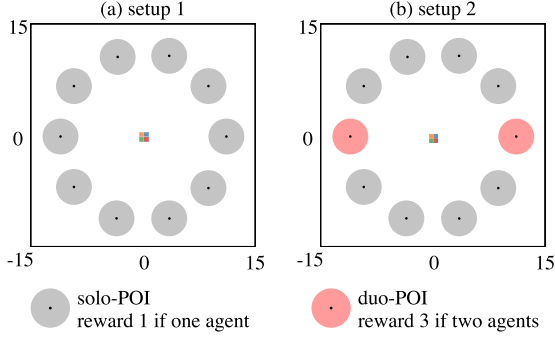 (a) setup 1
(b) setup 2
15
15
0
0
-15
0
15
-15
0
15
solo-POI
reward 1 if one agent
duo-POI
reward 3 if two agents